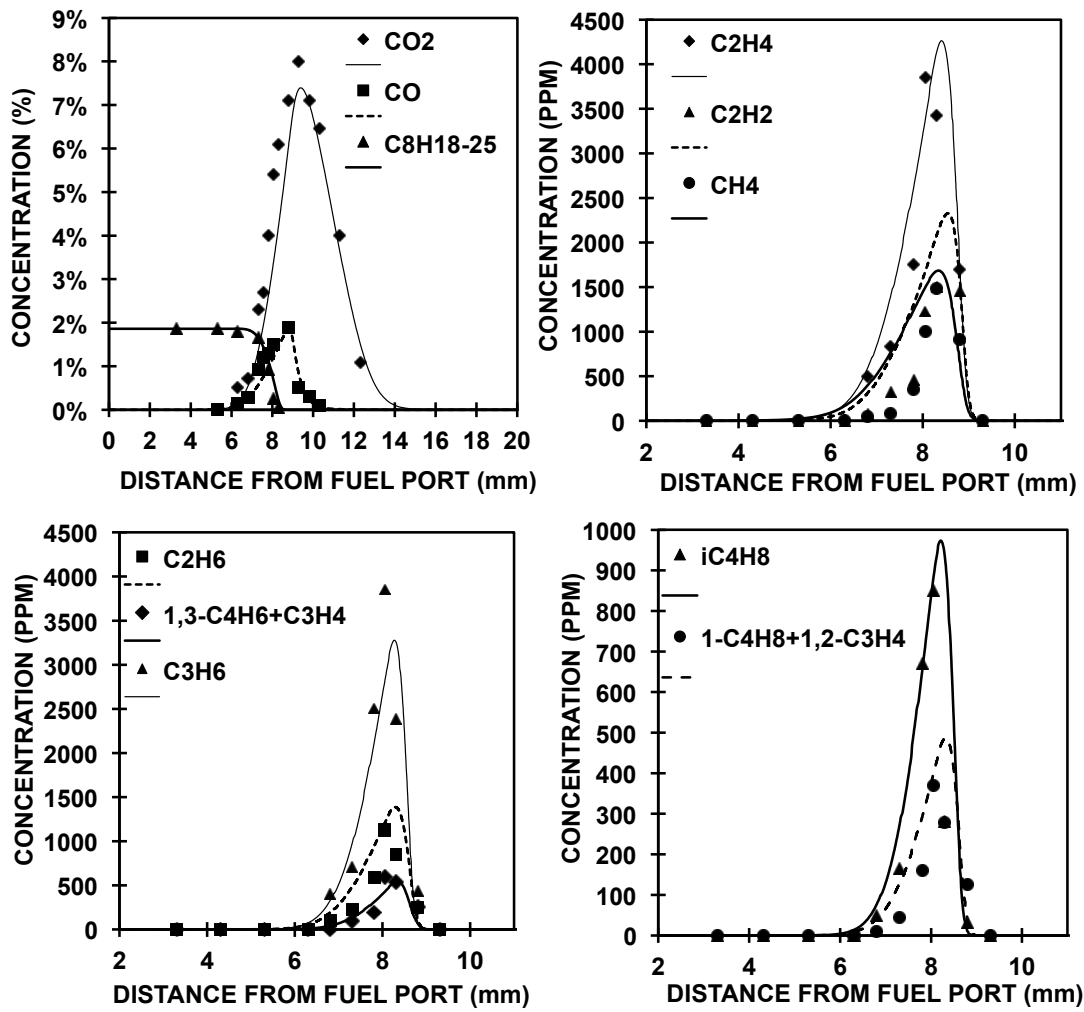 9%
8%
7%
6%
5%
4%
3%
2%
1%
0%
CONCENTRATION (%)
CO2
CO
C8H18-25
0 2 4 6 8 10 12 14 16 18 20
DISTANCE FROM FUEL PORT (mm)
4500
4000
3500
3000
2500
2000
1500
1000
500
0
CONCENTRATION (PPM)
C2H4
C2H2
CH4
2 4 6 8 10
DISTANCE FROM FUEL PORT (mm)
4500
4000
3500
3000
2500
2000
1500
1000
500
0
CONCENTRATION (PPM)
C2H6
1,3-C4H6+C3H4
C3H6
2 4 6 8 10
DISTANCE FROM FUEL PORT (mm)
1000
900
800
700
600
500
400
300
200
100
0
CONCENTRATION (PPM)
iC4H8
1-C4H8+1,2-C3H4
2 4 6 8 10
DISTANCE FROM FUEL PORT (mm)